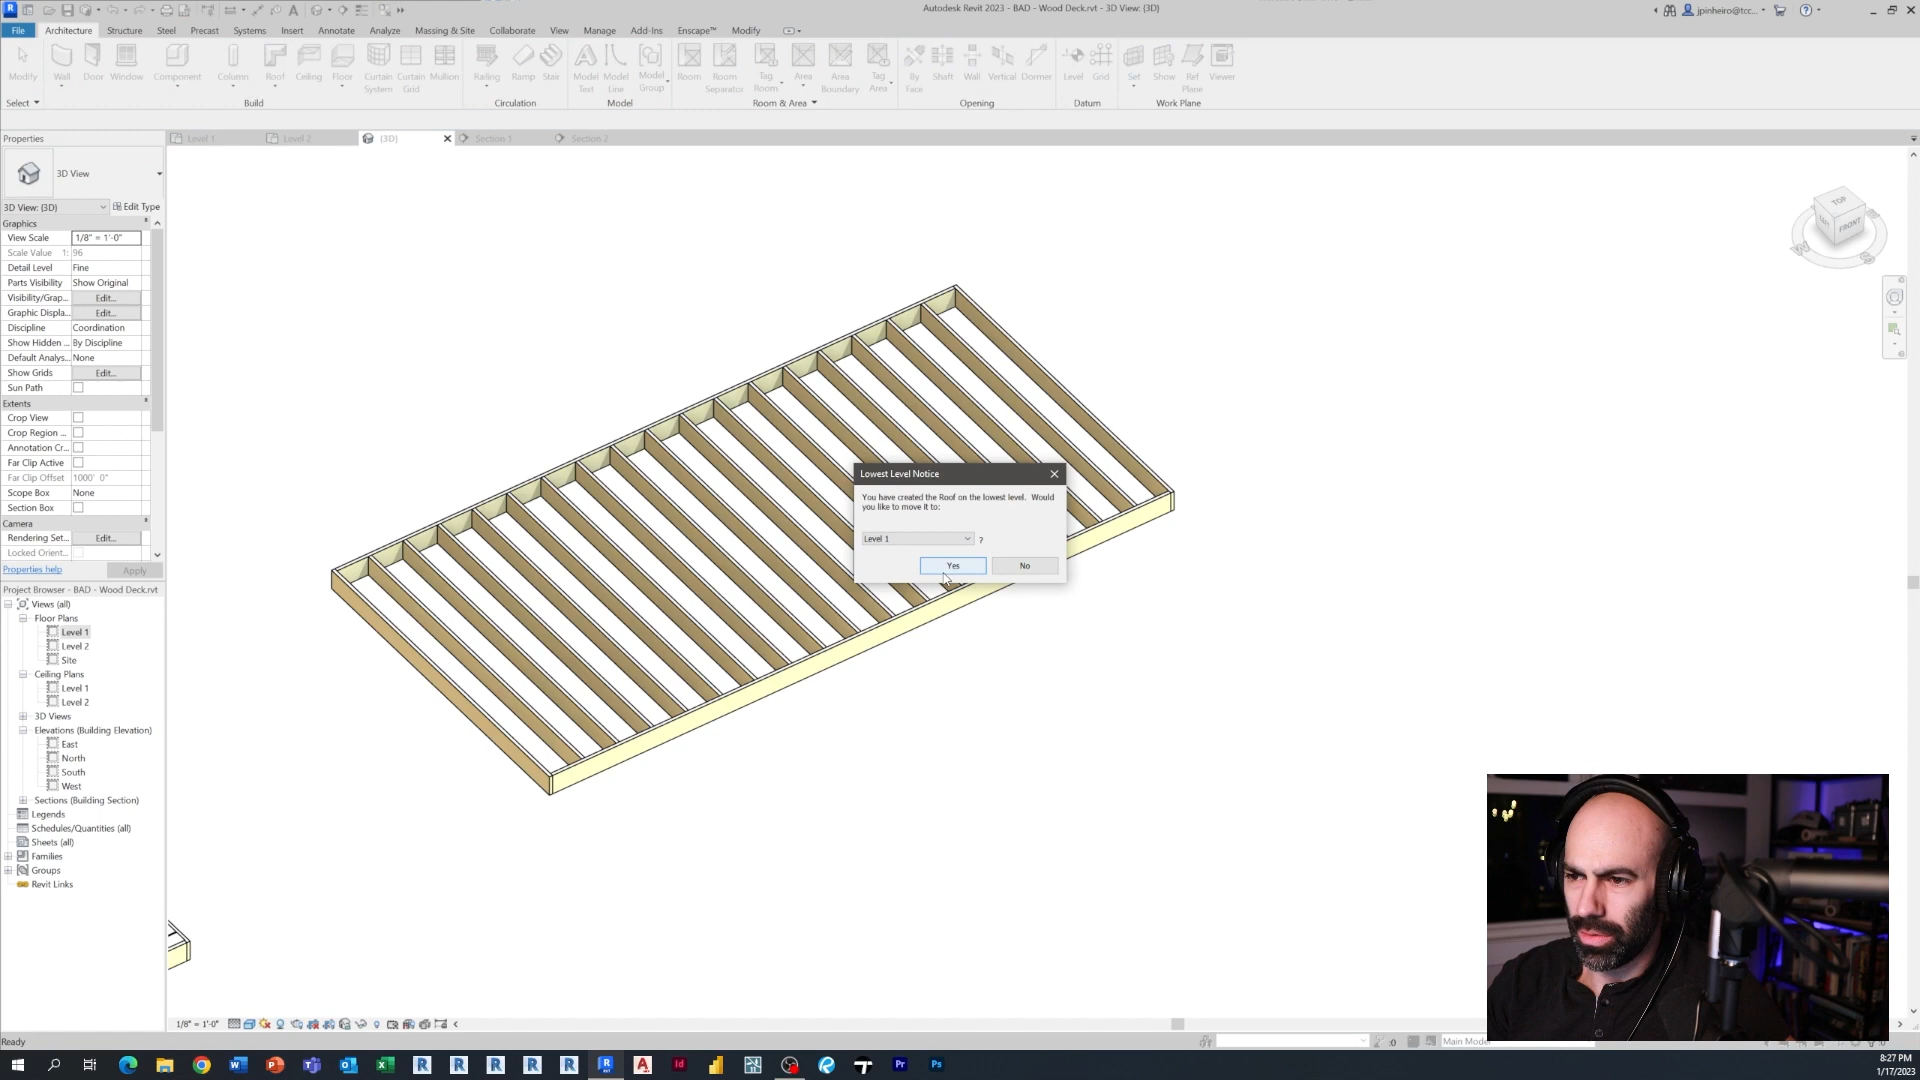 Autodesk Revit 2023 - BAD - Wood Deck.rvt - 3D View: {3D}
jpinheiro@tcc...
File Architecture Structure Steel Precast Systems Insert Annotate Analyze Massing & Site Collaborate View Manage Add-Ins Enscape™ Modify
Modify Wall Door Window Component Column Roof Ceiling Floor Curtain System Curtain Grid Mullion Railing Ramp Stair Model Text Model Line Model Group Room Room Separator Tag Room Area Area Boundary Tag Area By Face Shaft Wall Vertical Dormer Level Grid Set Show Ref Plane Viewer
Select Build Circulation Model Room & Area Opening Datum Work Plane
Properties
Level 1 Level 2 {3D} Section 1 Section 2
3D View
3D View: {3D} Edit Type
Graphics
View Scale 1/8" = 1'-0"
Scale Value 1: 96
Detail Level Fine
Parts Visibility Show Original
Visibility/Grap... Edit...
Graphic Displa... Edit...
Discipline Coordination
Show Hidden ... By Discipline
Default Analys... None
Show Grids Edit...
Sun Path
Extents
Crop View
Crop Region ...
Annotation Cr...
Far Clip Active
Far Clip Offset 1000' 0"
Scope Box None
Section Box
Camera
Rendering Set... Edit...
Locked Orient...
Properties help Apply
Project Browser - BAD - Wood Deck.rvt
Views (all)
Floor Plans
Level 1
Level 2
Site
Ceiling Plans
Level 1
Level 2
3D Views
Elevations (Building Elevation)
East
North
South
West
Sections (Building Section)
Legends
Schedules/Quantities (all)
Sheets (all)
Families
Groups
Revit Links
TOP
FRONT
W
S
Lowest Level Notice
You have created the Roof on the lowest level. Would
you like to move it to:
Level 1 ?
Yes No
1/8" = 1'-0"
Ready
:0 Main Model
8:27 PM
1/17/2023